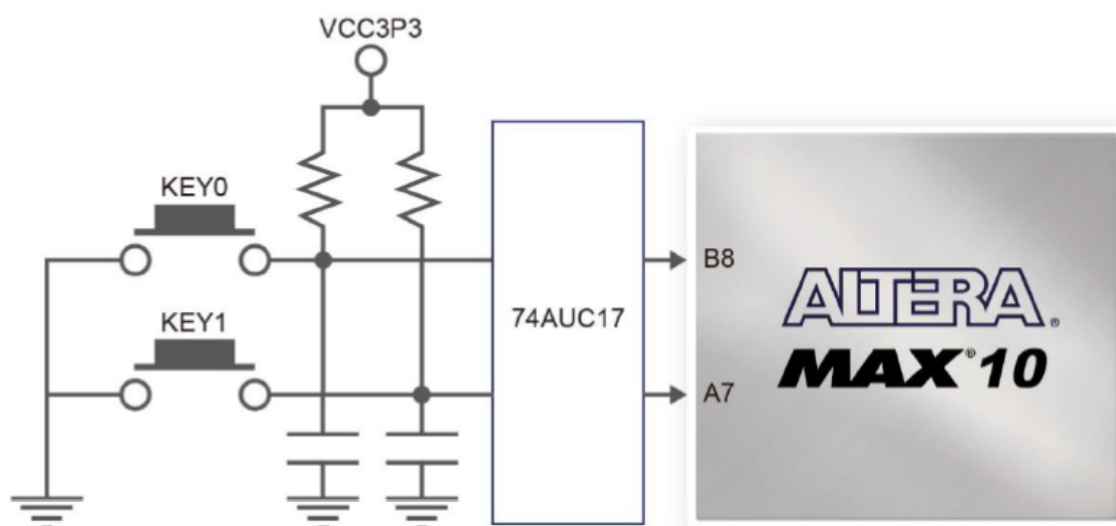 VCC3P3
KEY0
KEY1
74AUC17
B8
A7
ALTERA®
MAX®10